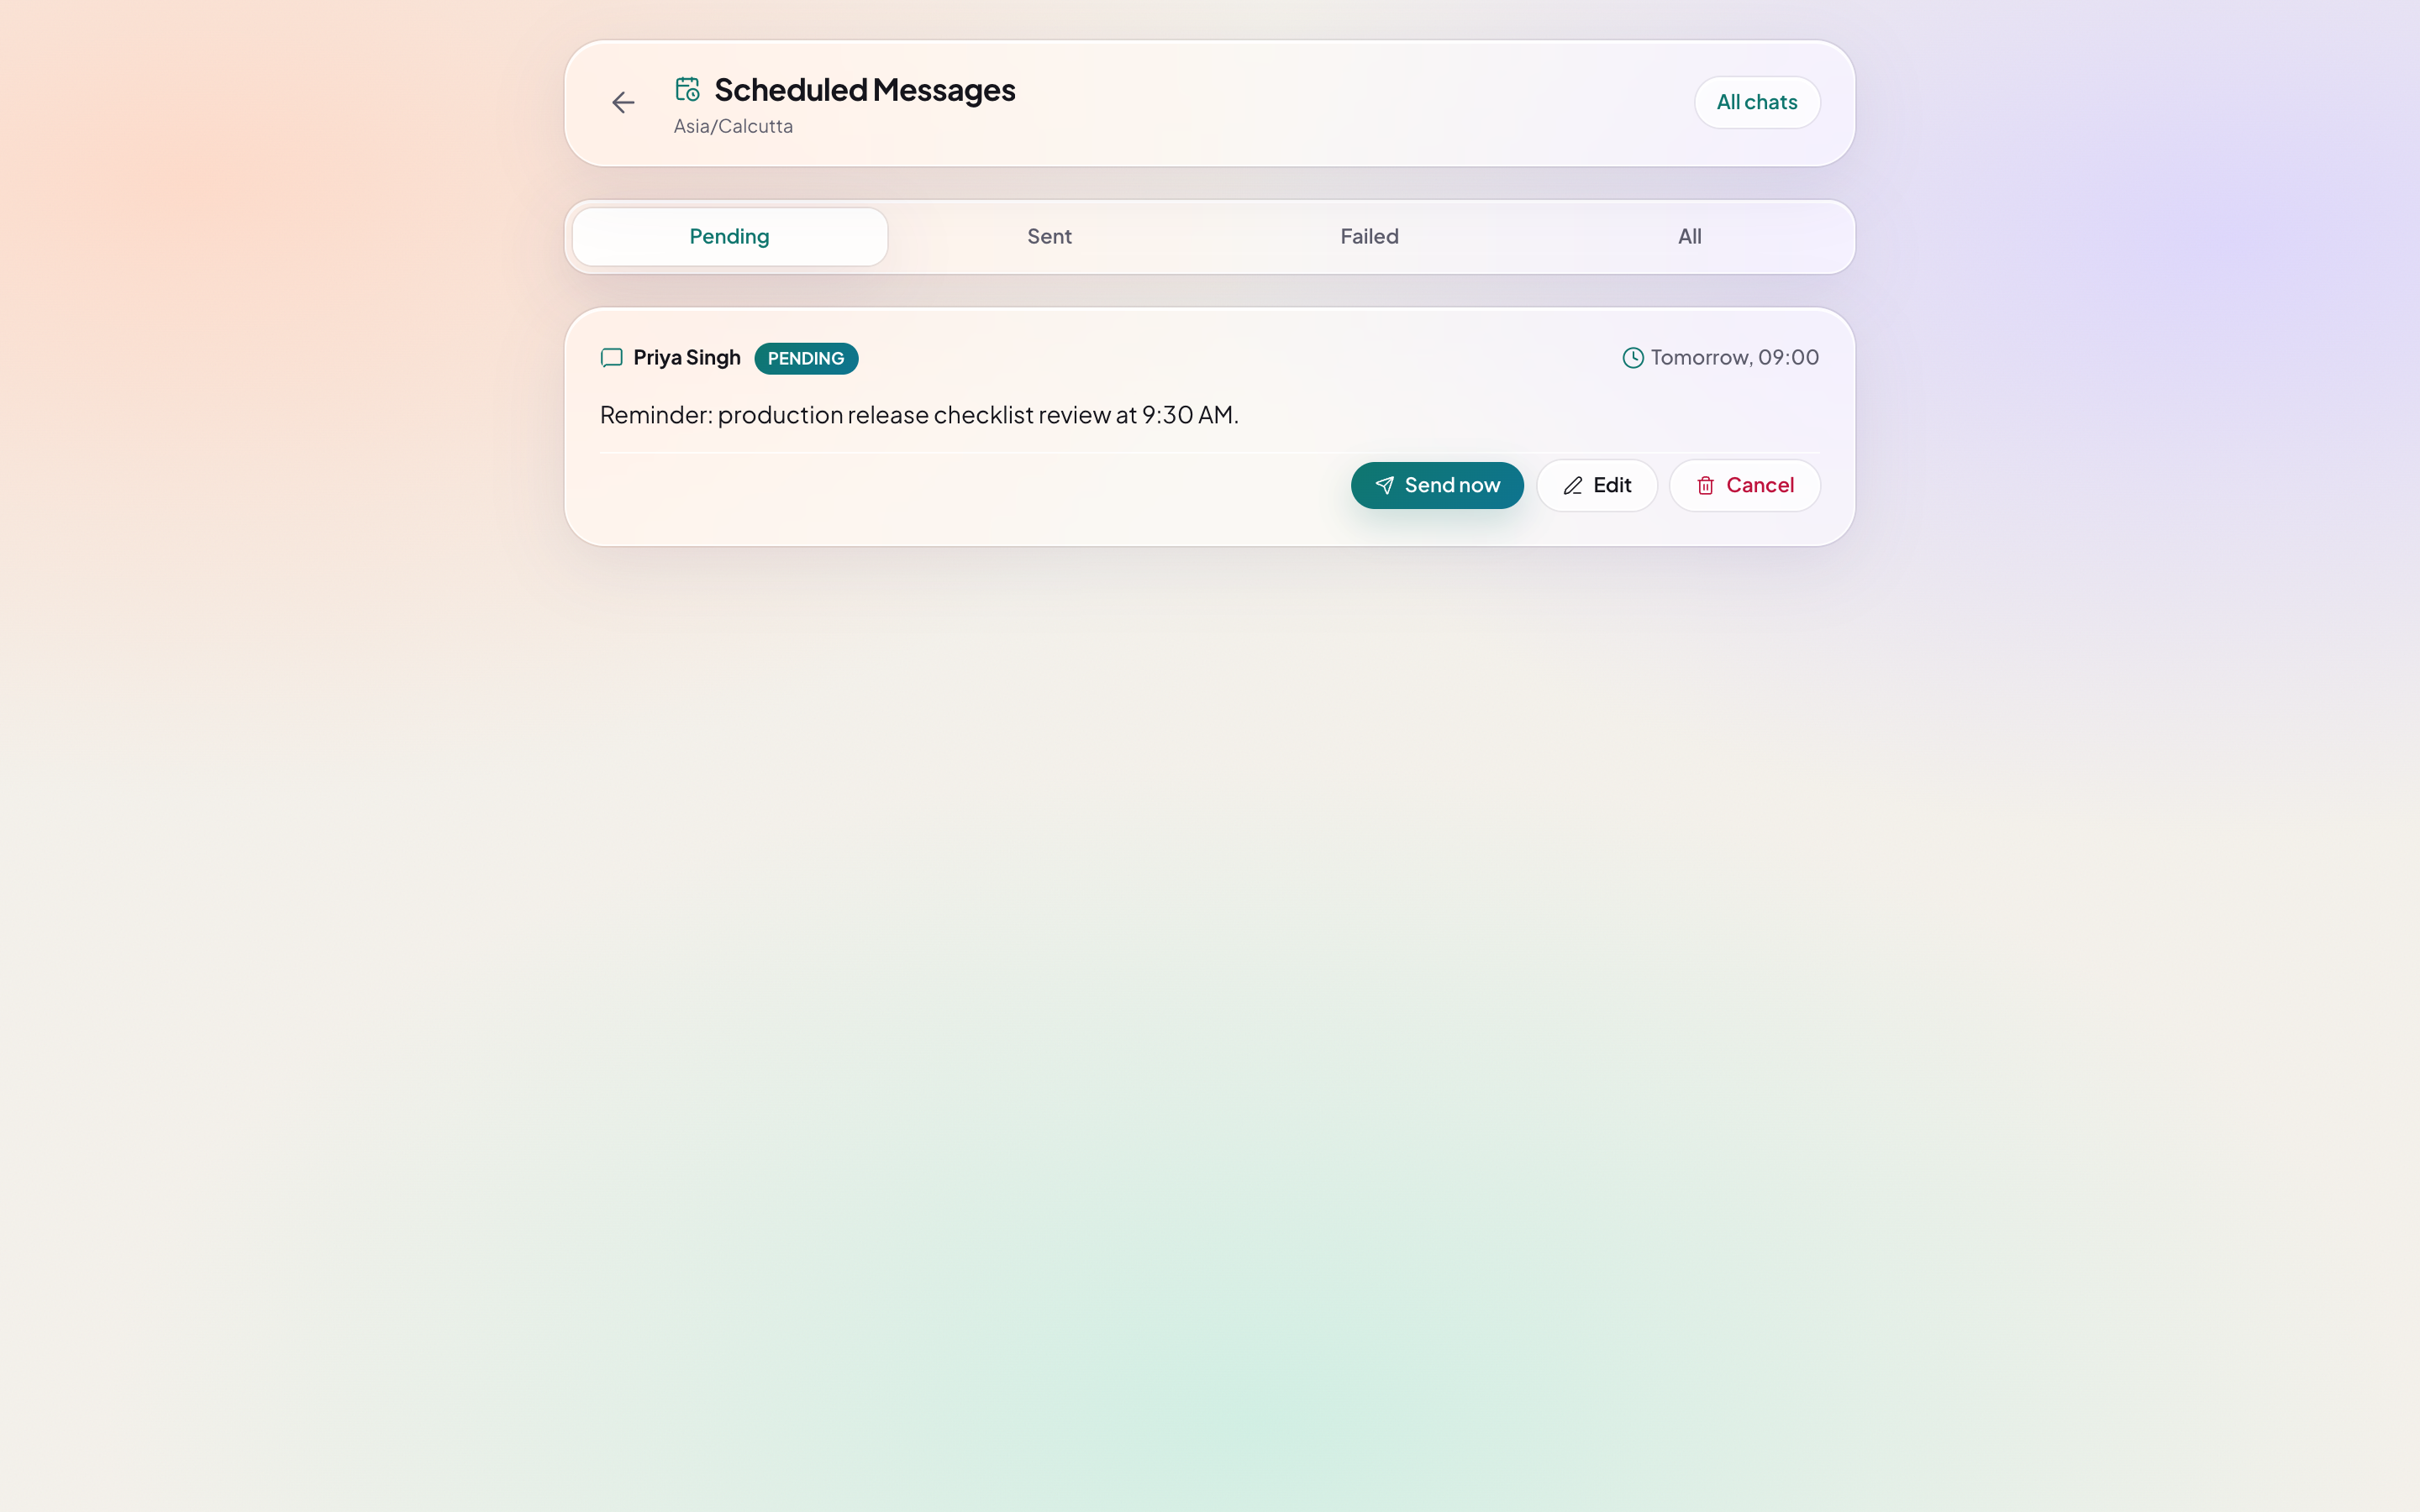 Scheduled Messages
Asia/Calcutta
All chats
Pending
Sent
Failed
All
Priya Singh
PENDING
Tomorrow, 09:00
Reminder: production release checklist review at 9:30 AM.
Send now
Edit
Cancel